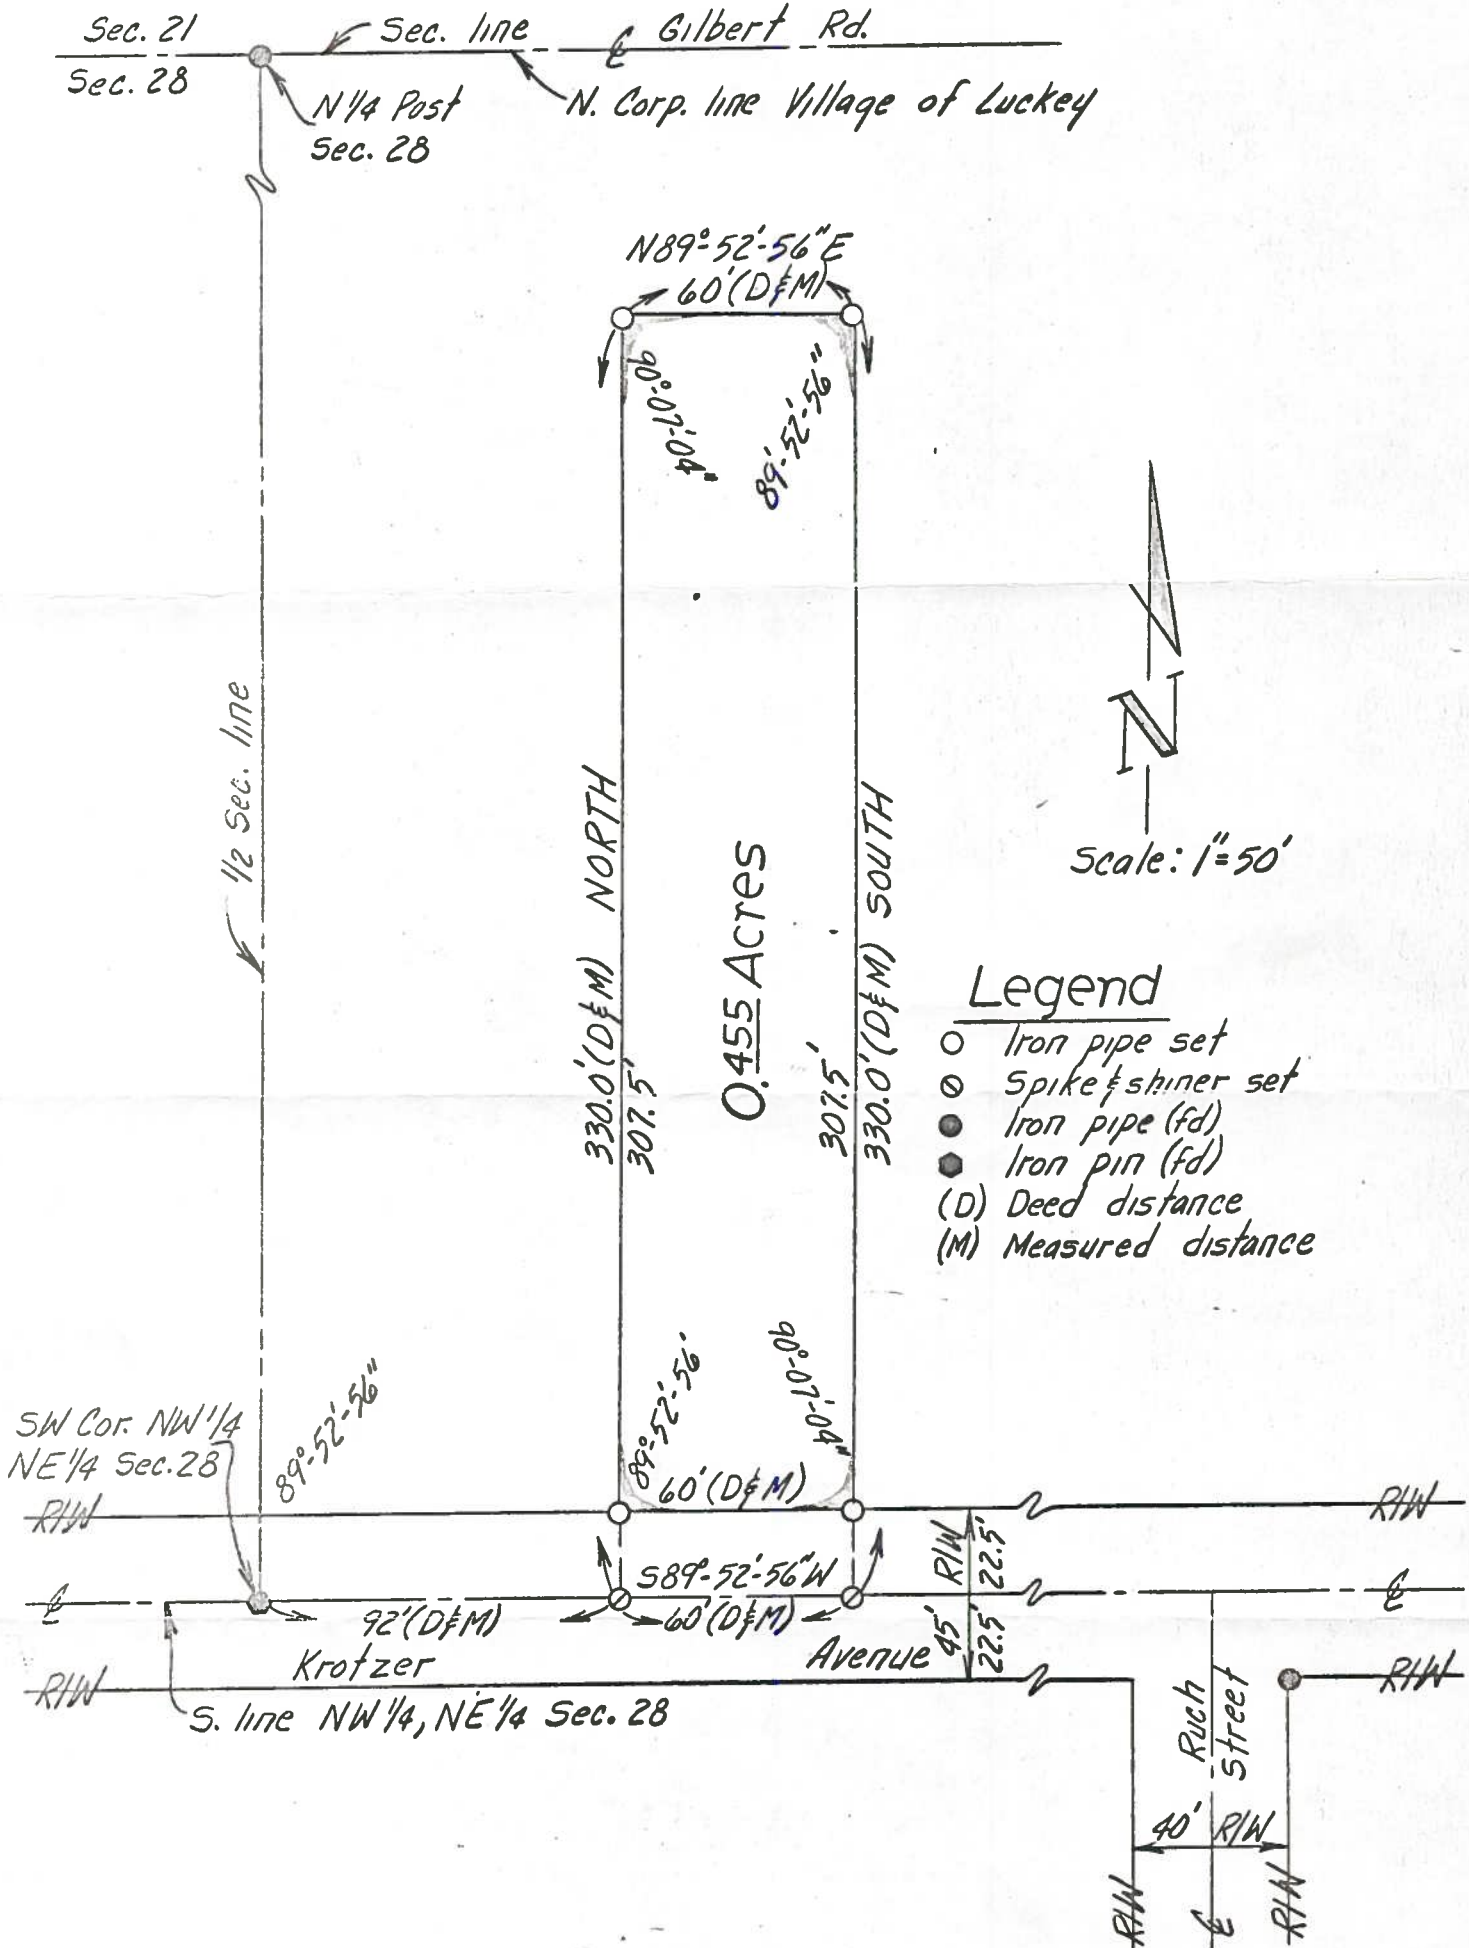 Sec. 21
Sec. line
℄ Gilbert Rd.
Sec. 28
N 1/4 Post
Sec. 28
N. Corp. line Village of Luckey
N89°-52'-56"E
60' (D&M)
90°-07'-04"
89°-52'-56"
1/2 Sec. line
330.0' (D&M) NORTH
307.5'
0.455 Acres
307.5'
330.0' (D&M) SOUTH
N
Scale: 1"=50'
Legend
Iron pipe set
Spike & shiner set
Iron pipe (fd)
Iron pin (fd)
(D) Deed distance
(M) Measured distance
SW Cor. NW 1/4
NE 1/4 Sec. 28
89°-52'-56"
89°-52'-56"
90°-07'-04"
60' (D&M)
R/W
R/W
S89°-52'-56"W
R/W
22.5'
℄
92' (D&M)
60' (D&M)
45'
22.5'
℄
Krotzer Avenue
R/W
R/W
S. line NW 1/4, NE 1/4 Sec. 28
Ruch
Street
40' R/W
R/W
℄
R/W